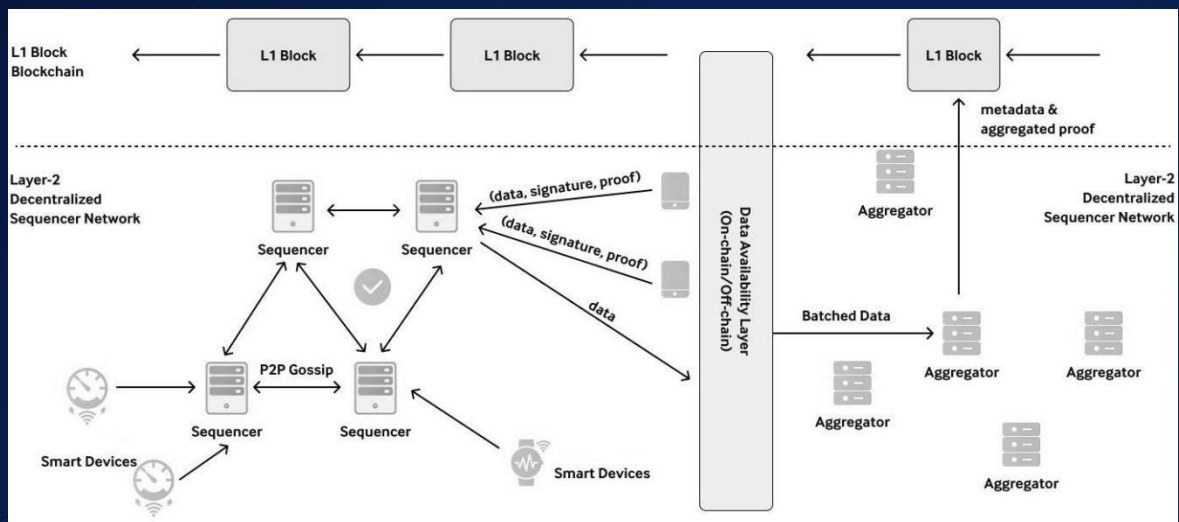 L1 Block
Blockchain
L1 Block
L1 Block
L1 Block
metadata &
aggregated proof
Layer-2
Decentralized
Sequencer Network
Sequencer
Sequencer
(data, signature, proof)
(data, signature, proof)
data
P2P Gossip
Sequencer
Sequencer
Smart Devices
Smart Devices
Data Availability Layer
(On-chain/Off-chain)
Batched Data
Aggregator
Layer-2
Decentralized
Sequencer Network
Aggregator
Aggregator
Aggregator
Aggregator